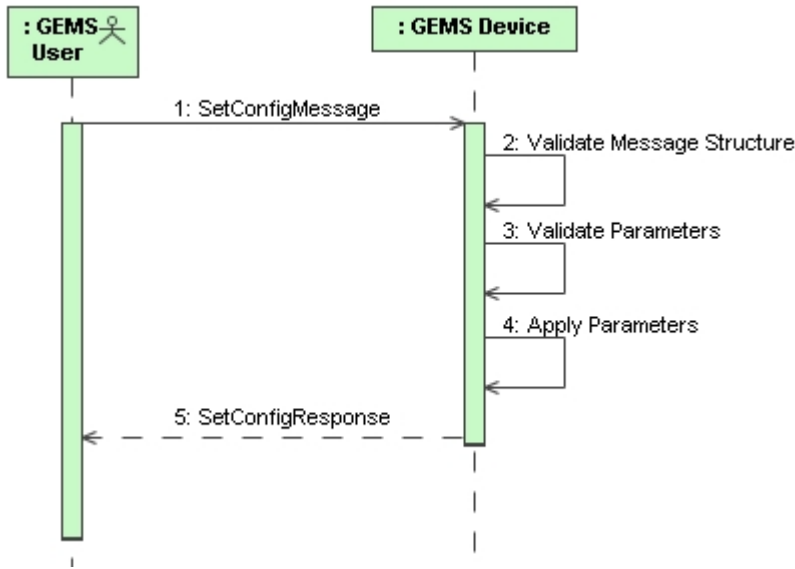 : GEMS
User
: GEMS Device
1: SetConfigMessage
2: Validate Message Structure
3: Validate Parameters
4: Apply Parameters
5: SetConfigResponse